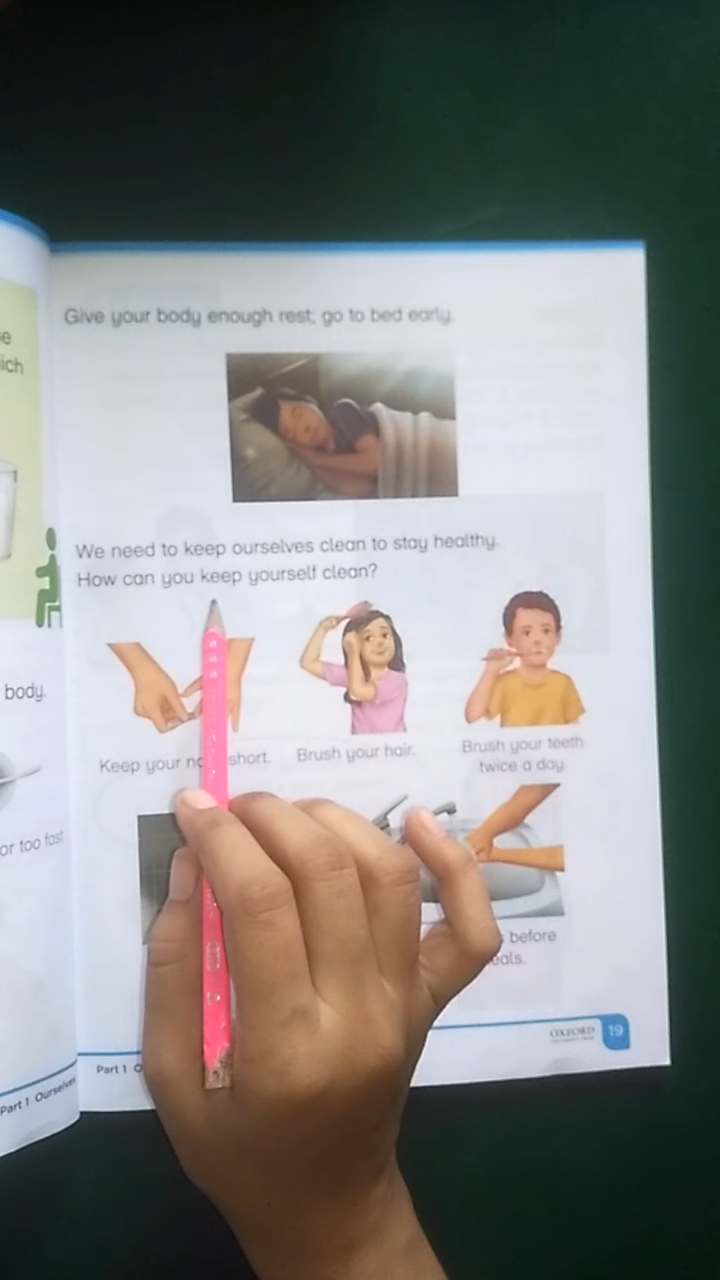 Give your body enough rest; go to bed early.
We need to keep ourselves clean to stay healthy.
How can you keep yourself clean?
Keep your short.
Brush your hair.
Brush your teeth
twice a day.
before
Part 1
OXFORD
19
ich
body.
or too fast
Part 1 Ourselves